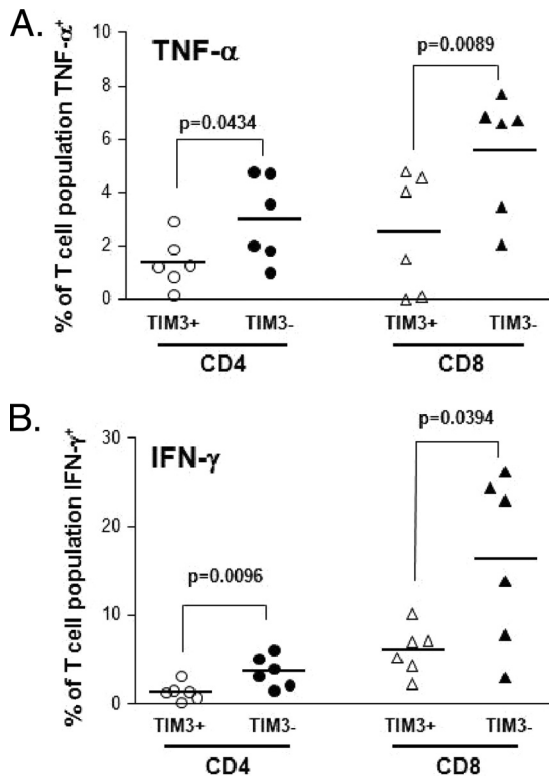 A.
TNF-α
% of T cell population TNF-α⁺
10
8
6
4
2
0
p=0.0434
p=0.0089
TIM3+ TIM3- TIM3+ TIM3-
CD4 CD8
B.
IFN-γ
% of T cell population IFN-γ⁺
30
20
10
0
p=0.0096
p=0.0394
TIM3+ TIM3- TIM3+ TIM3-
CD4 CD8